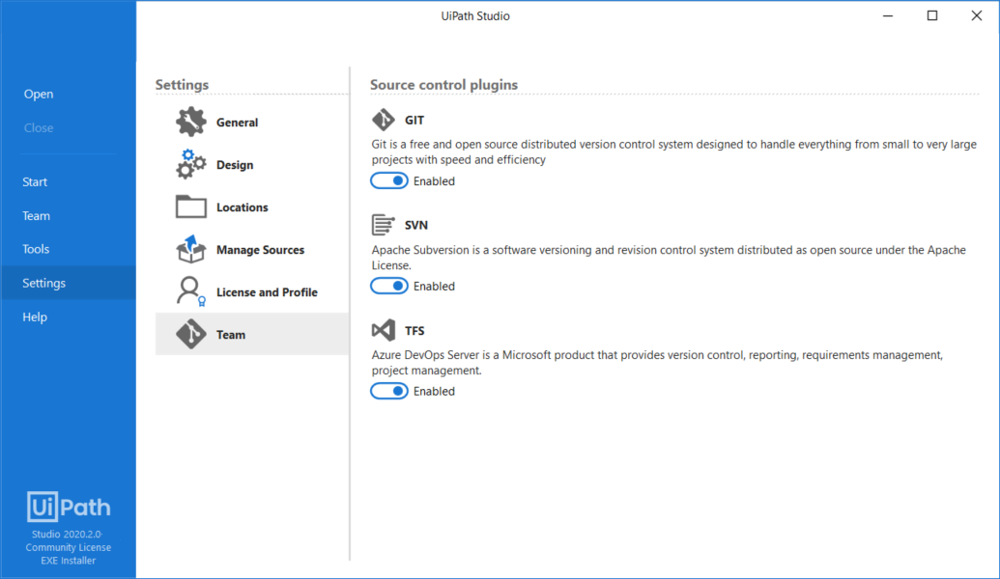 UiPath Studio
Open
Close
Start
Team
Tools
Settings
Help
UiPath
Studio 2020.2.0
Community License
EXE Installer
Settings
General
Design
Locations
Manage Sources
License and Profile
Team
Source control plugins
GIT
Git is a free and open source distributed version control system designed to handle everything from small to very large
projects with speed and efficiency
Enabled
SVN
Apache Subversion is a software versioning and revision control system distributed as open source under the Apache
License.
Enabled
TFS
Azure DevOps Server is a Microsoft product that provides version control, reporting, requirements management,
project management.
Enabled